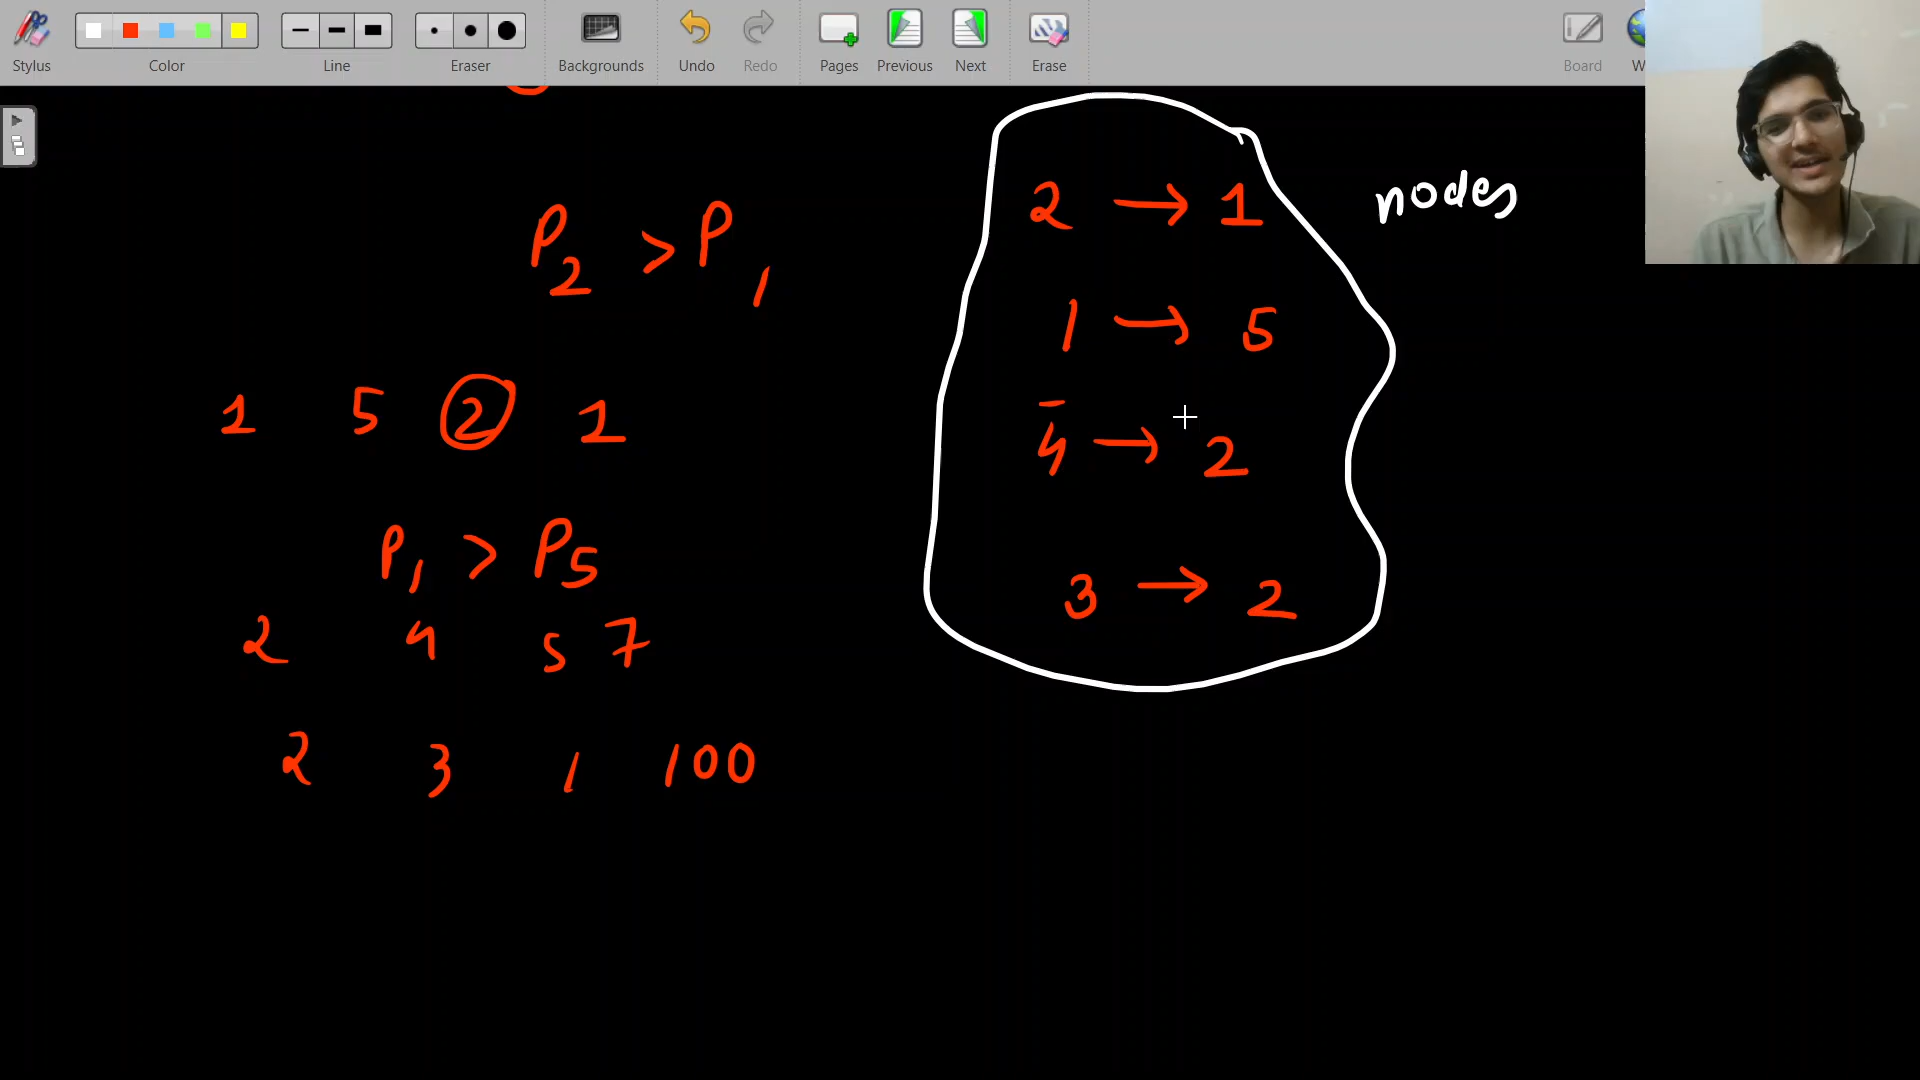 Stylus
Color
Line
Eraser
Backgrounds
Undo
Redo
Pages
Previous
Next
Erase
Board
W
P2 > P1
1 5 2 1
P1 > P5
2 4 5 7
2 3 1 100
2 → 1
1 → 5
4 → 2
3 → 2
nodes